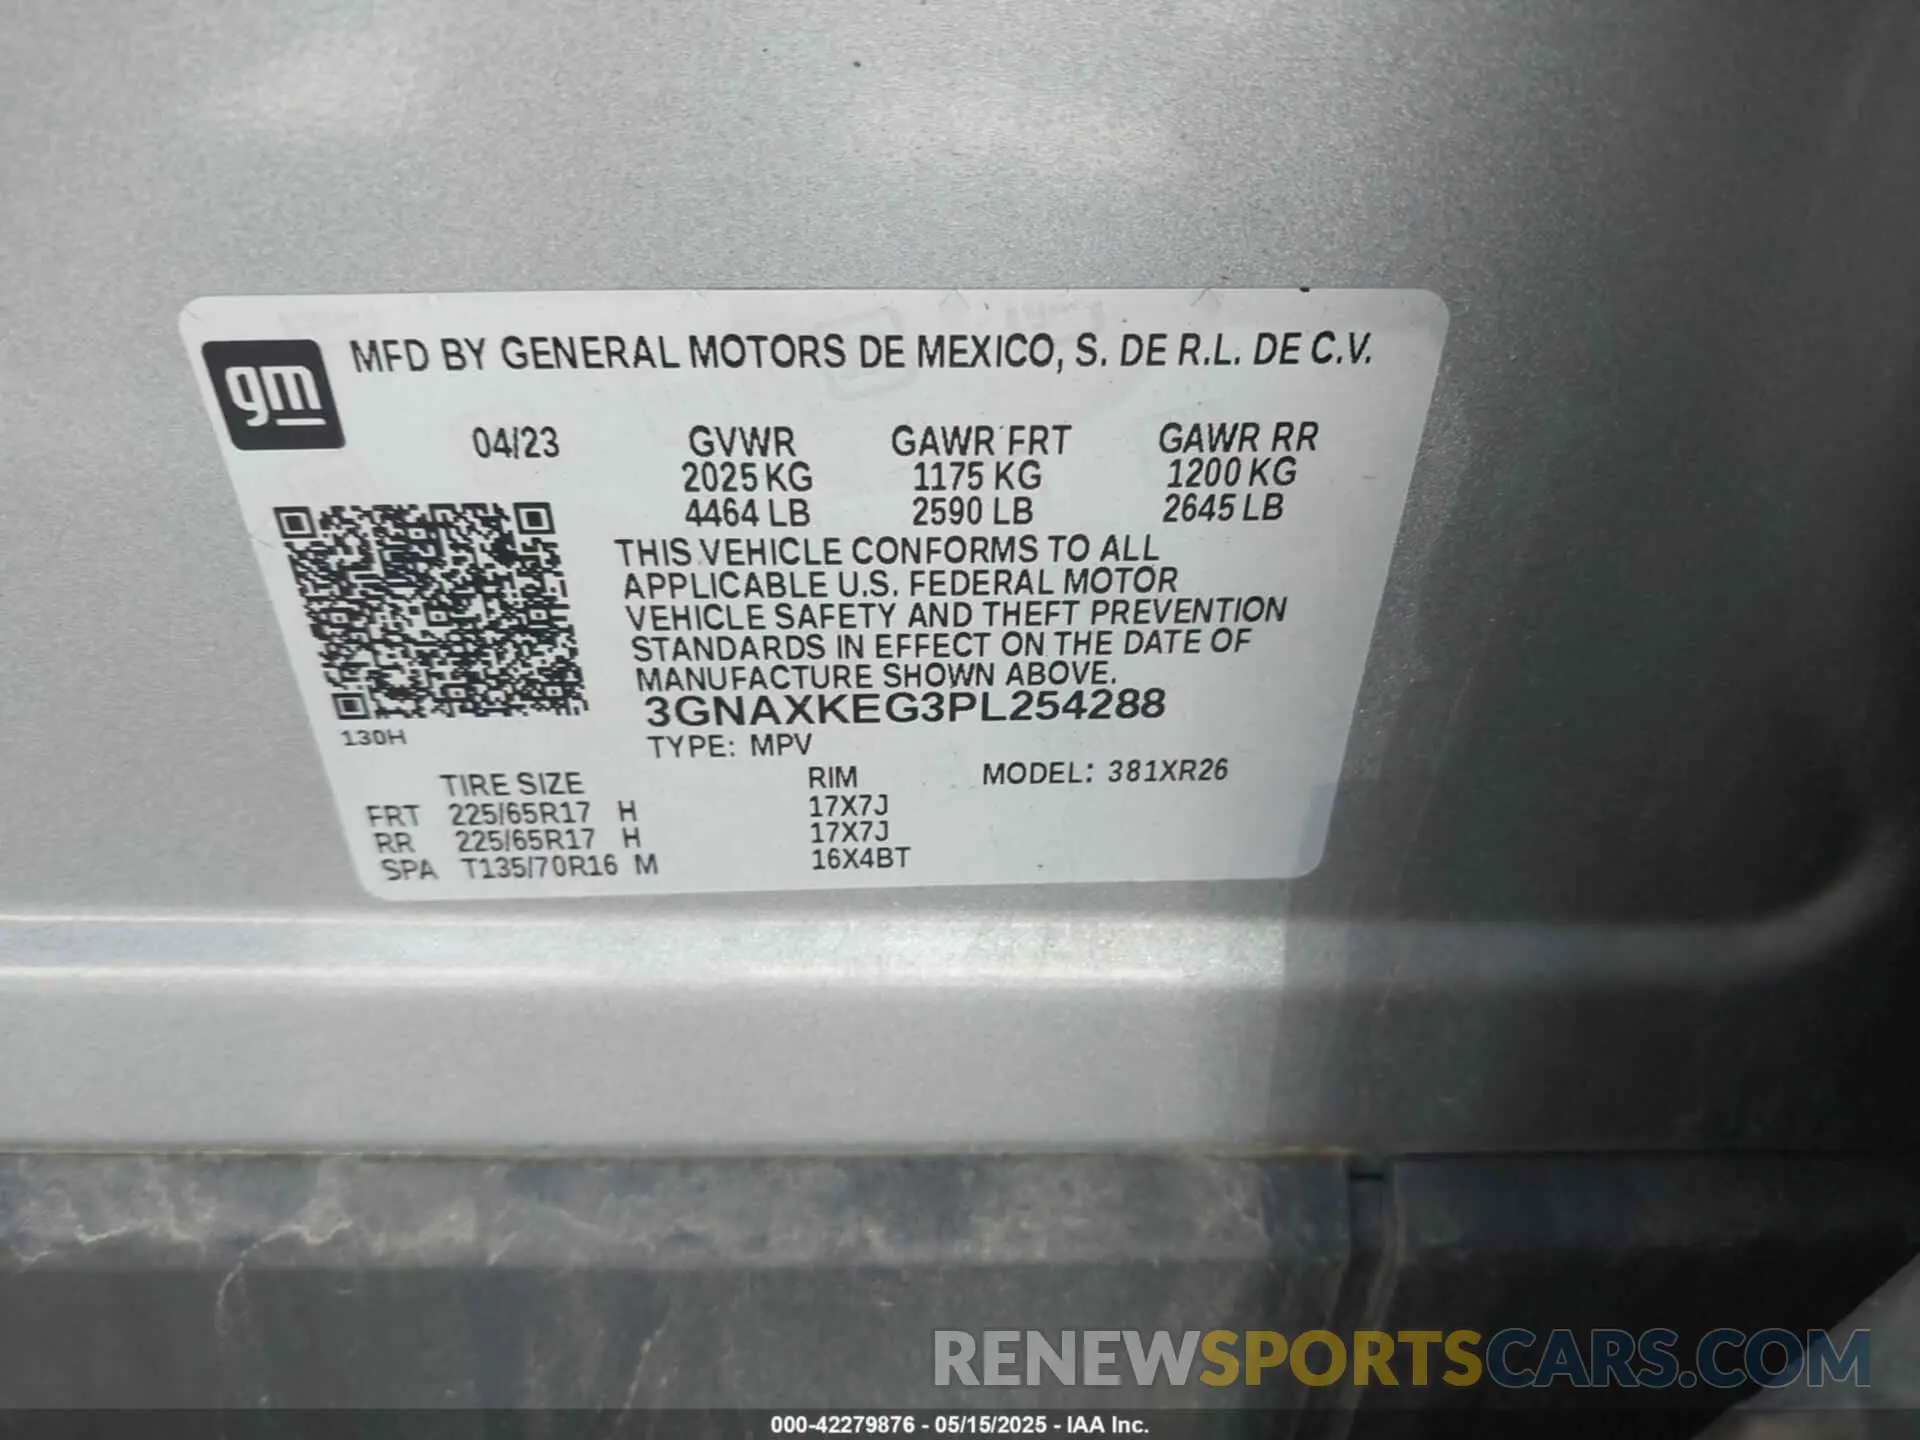 gm
MFD BY GENERAL MOTORS DE MEXICO, S. DE R.L. DE C.V.
04/23 GVWR GAWR FRT GAWR RR
2025 KG 1175 KG 1200 KG
4464 LB 2590 LB 2645 LB
THIS VEHICLE CONFORMS TO ALL
APPLICABLE U.S. FEDERAL MOTOR
VEHICLE SAFETY AND THEFT PREVENTION
STANDARDS IN EFFECT ON THE DATE OF
MANUFACTURE SHOWN ABOVE.
3GNAXKEG3PL254288
130H
TYPE: MPV
TIRE SIZE RIM MODEL: 381XR26
FRT 225/65R17 H 17X7J
RR 225/65R17 H 17X7J
SPA T135/70R16 M 16X4BT
RENEWSPORTSCARS.COM
000-42279876 - 05/15/2025 - IAA Inc.